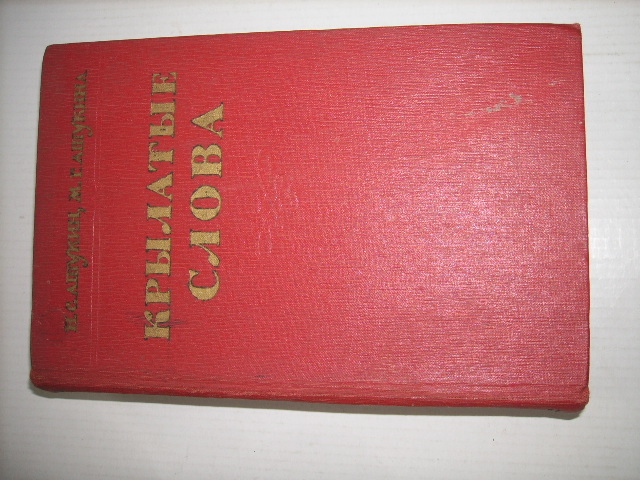 Н. С. АШУКИН, М. Г. АШУКИНА
КРЫЛАТЫЕ
СЛОВА